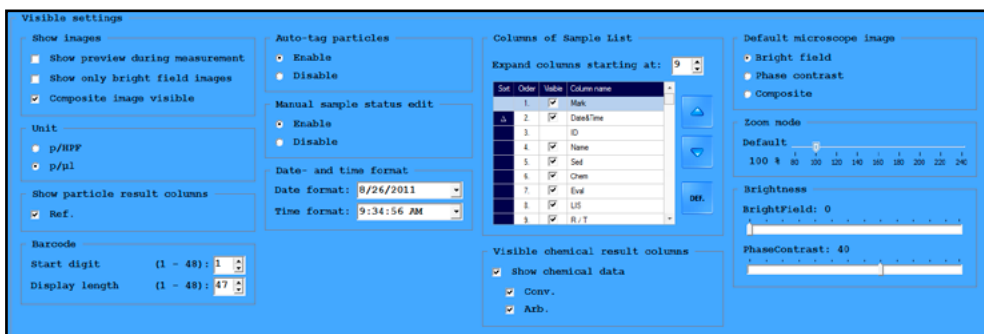 Visible settings
Show images
Show preview during measurement
Show only bright field images
Composite image visible
Unit
p/HPF
p/µl
Show particle result columns
Ref.
Barcode
Start digit (1 - 48): 1
Display length (1 - 48): 47
Auto-tag particles
Enable
Disable
Manual sample status edit
Enable
Disable
Date- and time format
Date format: 8/26/2011
Time format: 9:34:56 AM
Columns of Sample List
Expand columns starting at: 9
Sort Order Visible Column name
1. Mark
2. Date&Time
3. ID
4. Name
5. Sed
6. Chem
7. Eval
8. LIS
9. R / T
DEF.
Visible chemical result columns
Show chemical data
Conv.
Arb.
Default microscope image
Bright field
Phase contrast
Composite
Zoom mode
Default
100 % 80 100 120 140 160 180 200 220 240
Brightness
BrightField: 0
PhaseContrast: 40